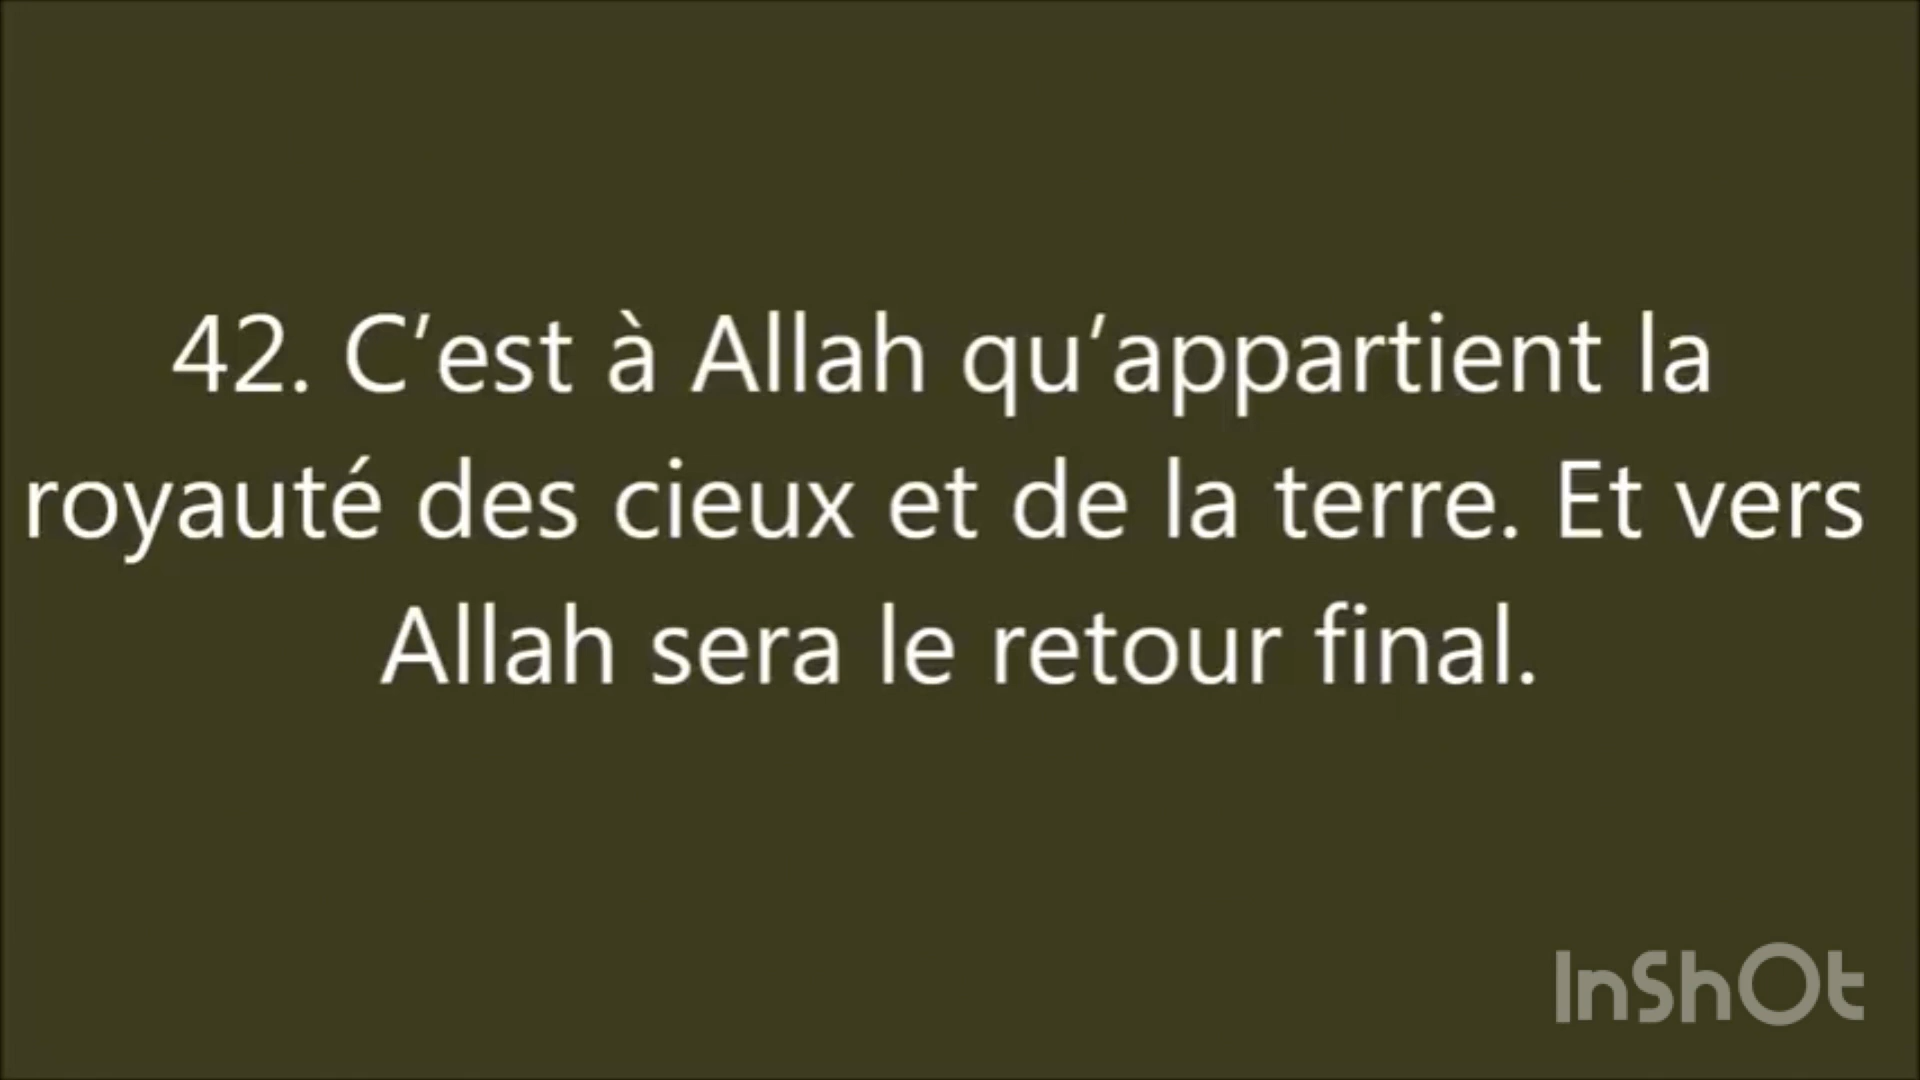 42. C’est à Allah qu’appartient la
royauté des cieux et de la terre. Et vers
Allah sera le retour final.
InShOt